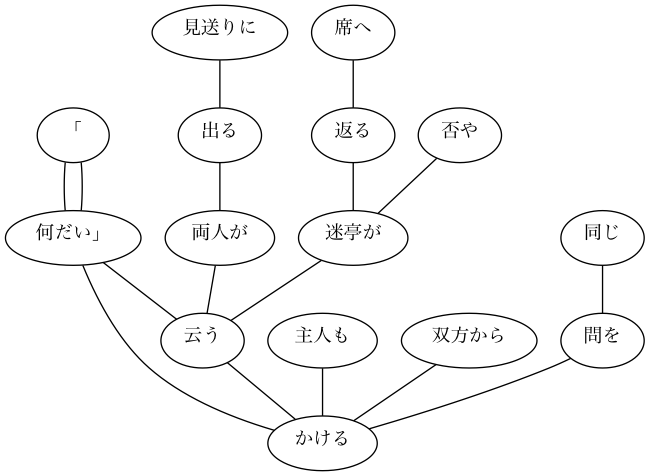 見送りに
席へ
「
出る
返る
否や
何だい」
両人が
迷亭が
同じ
云う
主人も
双方から
問を
かける